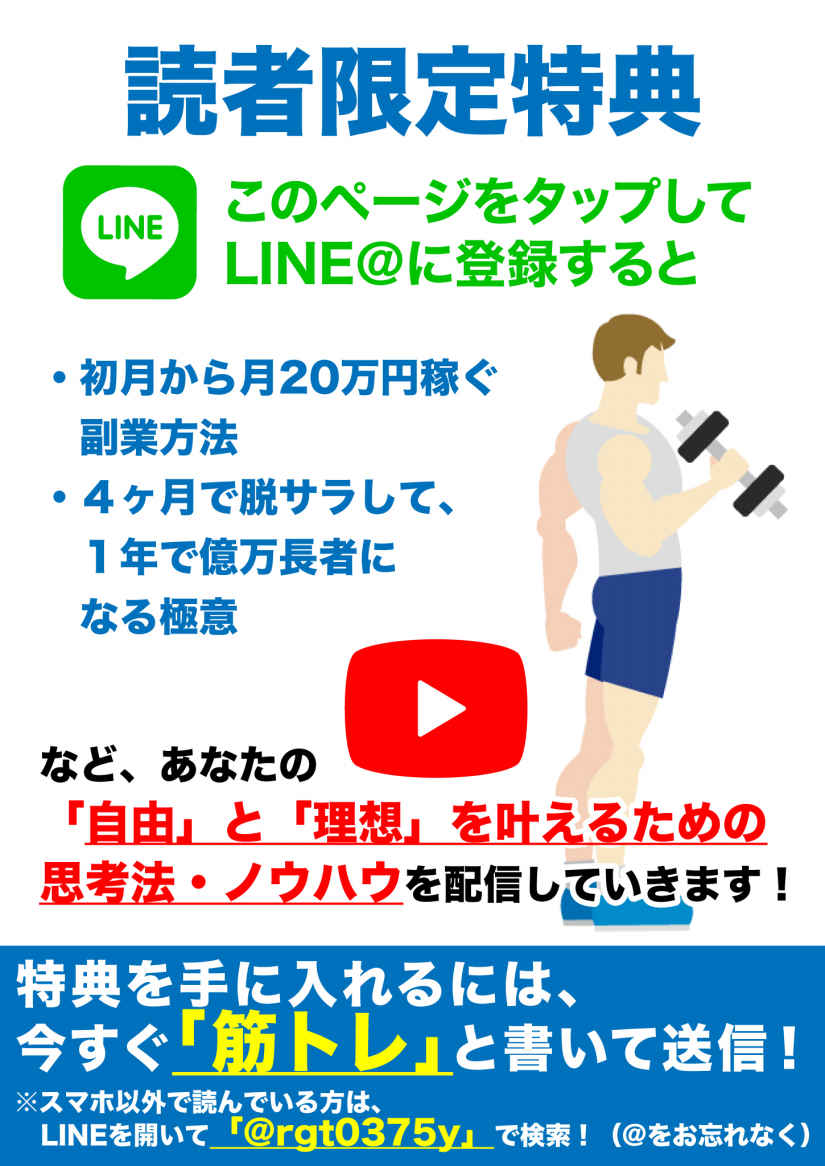 読者限定特典
LINE
このページをタップして
LINE@に登録すると
・初月から月20万円稼ぐ
副業方法
・４ヶ月で脱サラして、
１年で億万長者に
なる極意
など、あなたの
「自由」と「理想」を叶えるための
思考法・ノウハウを配信していきます！
特典を手に入れるには、
今すぐ「筋トレ」と書いて送信！
※スマホ以外で読んでいる方は、
LINEを開いて「@rgt0375y」で検索！（@をお忘れなく）